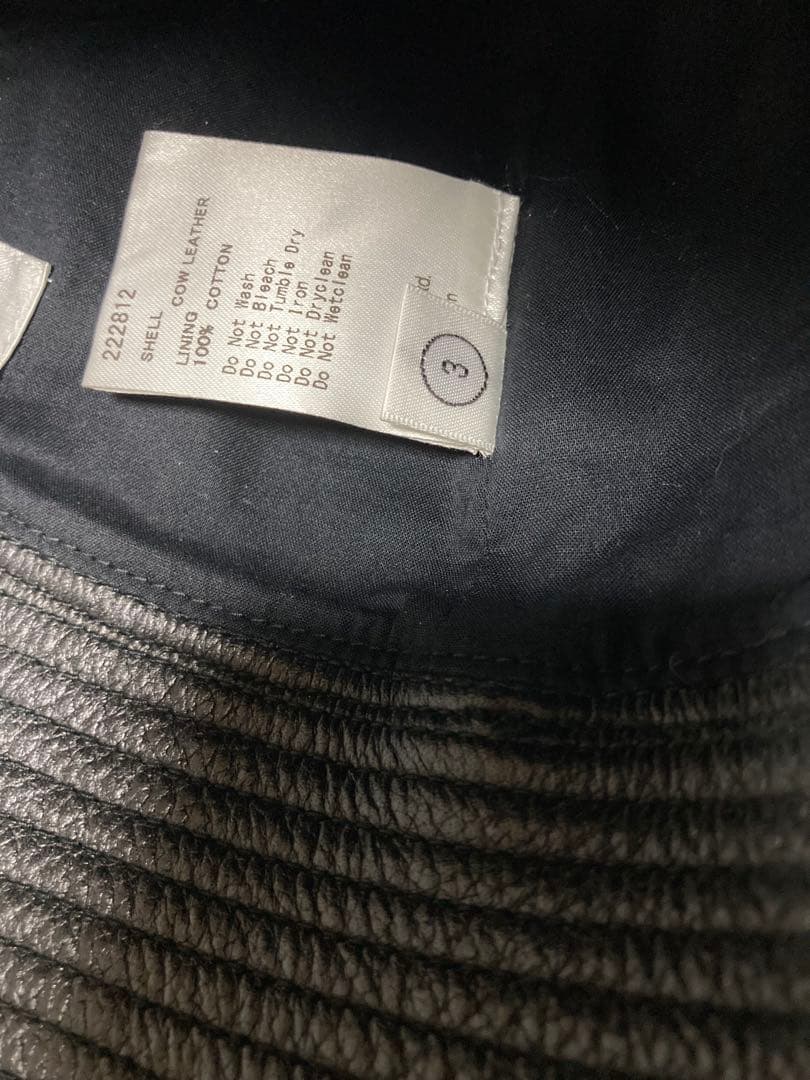 222812
SHELL
COW LEATHER
LINING
100% COTTON
Do Not Wash
Do Not Bleach
Do Not Tumble Dry
Do Not Iron
Do Not Dryclean
Do Not Wetclean
3